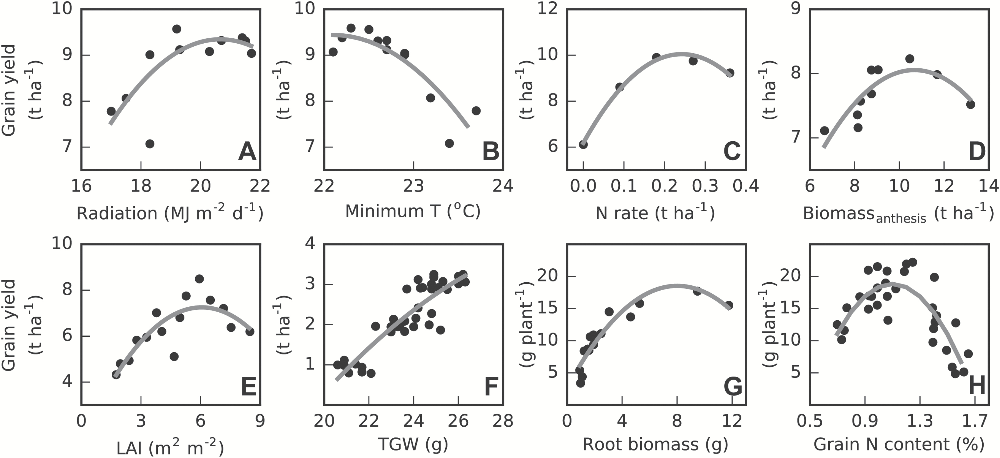 10 9 8 7
Grain yield
(t ha-1)
A
16 18 20 22
Radiation (MJ m-2 d-1)
10 9 8 7
(t ha-1)
B
22 23 24
Minimum T (oC)
12 10 8 6
(t ha-1)
C
0.0 0.1 0.2 0.3 0.4
N rate (t ha-1)
9 8 7
(t ha-1)
D
6 8 10 12 14
Biomass anthesis (t ha-1)
10 8 6 4
Grain yield
(t ha-1)
E
0 3 6 9
LAI (m2 m-2)
4 3 2 1
(t ha-1)
F
20 22 24 26 28
TGW (g)
20 15 10 5
(g plant-1)
G
0 4 8 12
Root biomass (g)
20 15 10 5
(g plant-1)
H
0.5 0.9 1.3 1.7
Grain N content (%)